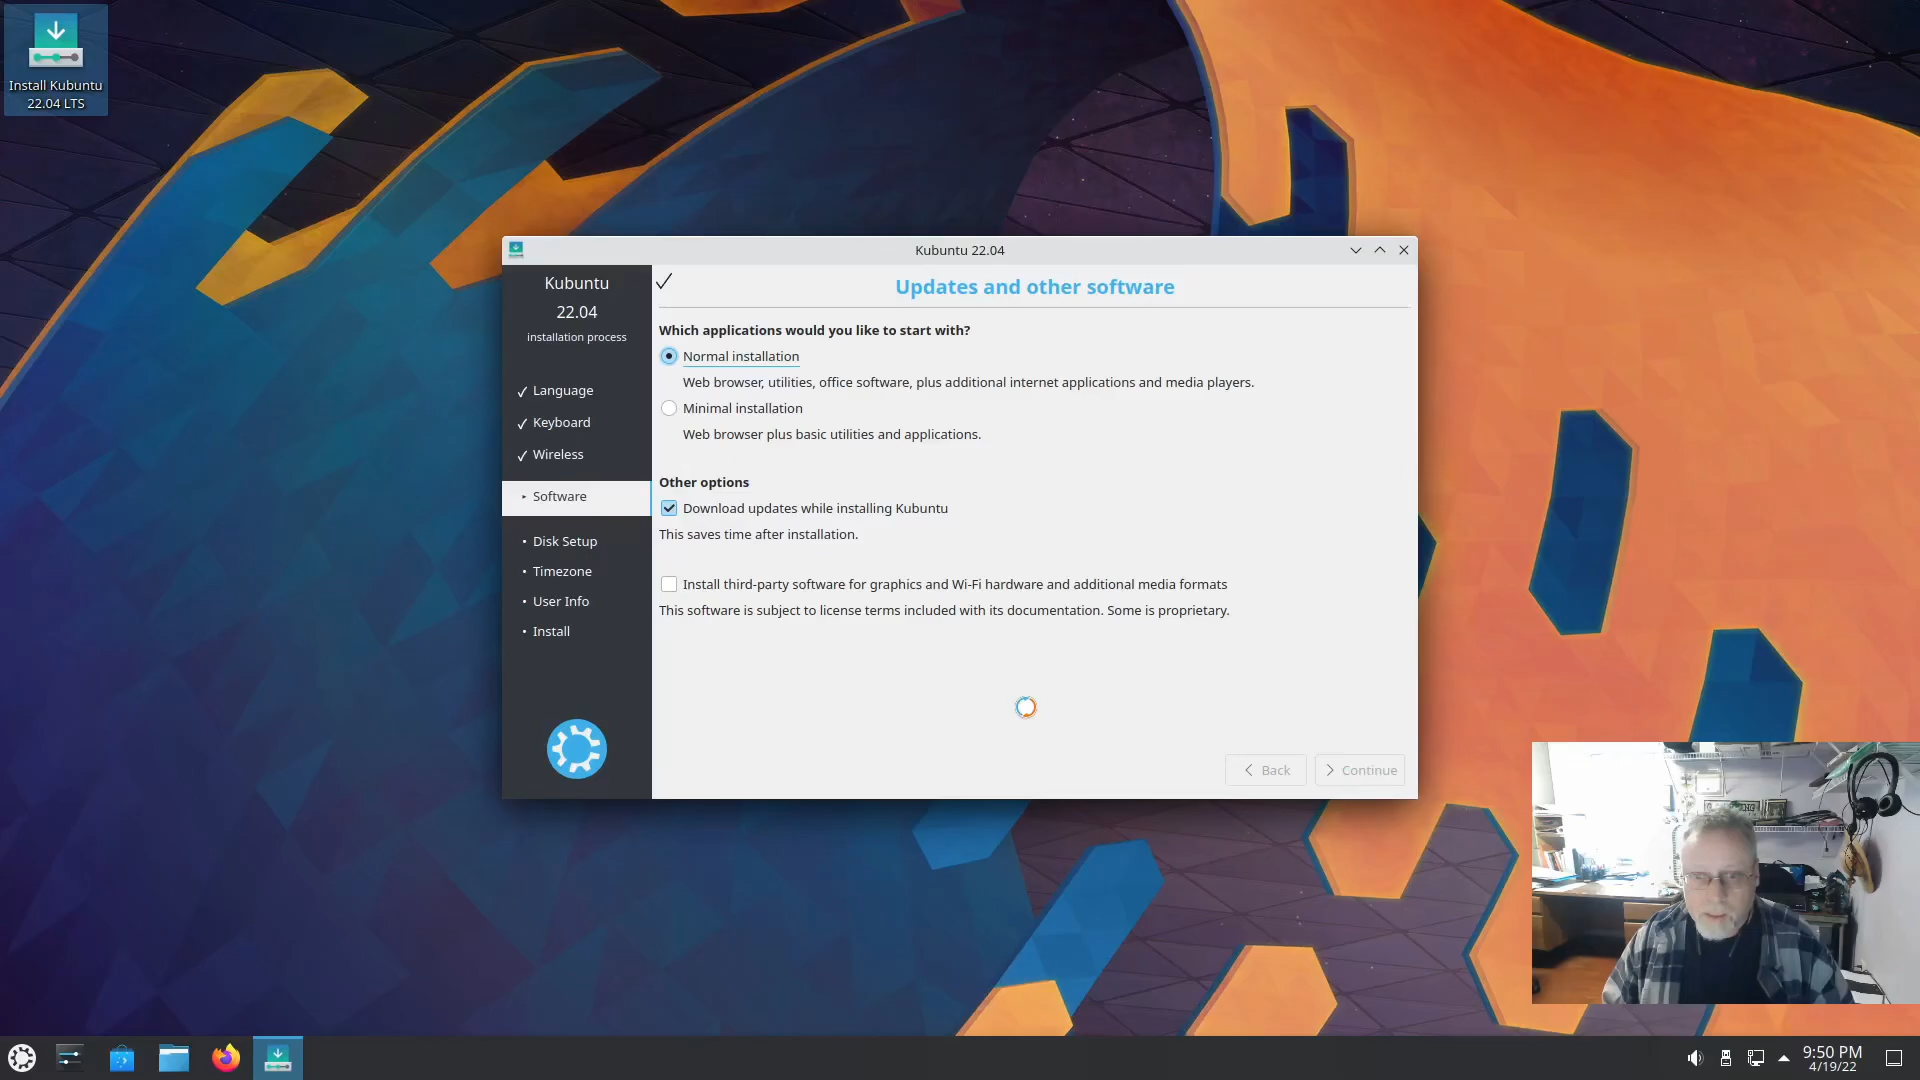 Install Kubuntu
22.04 LTS
Kubuntu 22.04
Kubuntu
22.04
installation process
Language
Keyboard
Wireless
Software
Disk Setup
Timezone
User Info
Install
Updates and other software
Which applications would you like to start with?
Normal installation
Web browser, utilities, office software, plus additional internet applications and media players.
Minimal installation
Web browser plus basic utilities and applications.
Other options
Download updates while installing Kubuntu
This saves time after installation.
Install third-party software for graphics and Wi-Fi hardware and additional media formats
This software is subject to license terms included with its documentation. Some is proprietary.
Back
Continue
9:50 PM
4/19/22